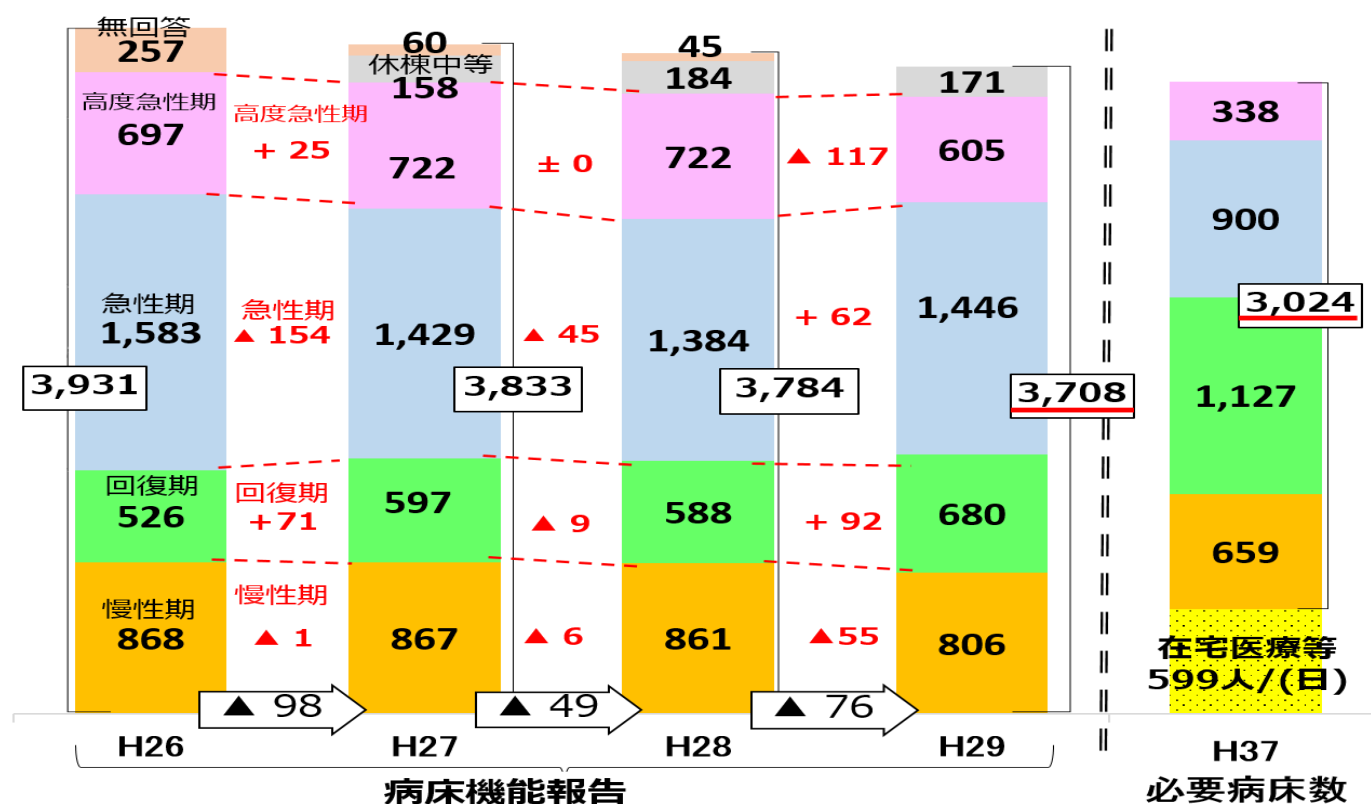 無回答
257
高度急性期
697
急性期
1,583
3,931
回復期
526
慢性期
868
高度急性期
+ 25
急性期
▲ 154
回復期
+71
慢性期
▲ 1
▲ 98
60
休棟中等
158
722
1,429
3,833
597
867
± 0
▲ 45
▲ 9
▲ 6
▲ 49
45
184
722
1,384
3,784
588
861
▲ 117
+ 62
+ 92
▲55
▲ 76
171
605
1,446
3,708
680
806
338
900
3,024
1,127
659
在宅医療等
599人/(日)
H26
H27
H28
H29
H37
病床機能報告
必要病床数